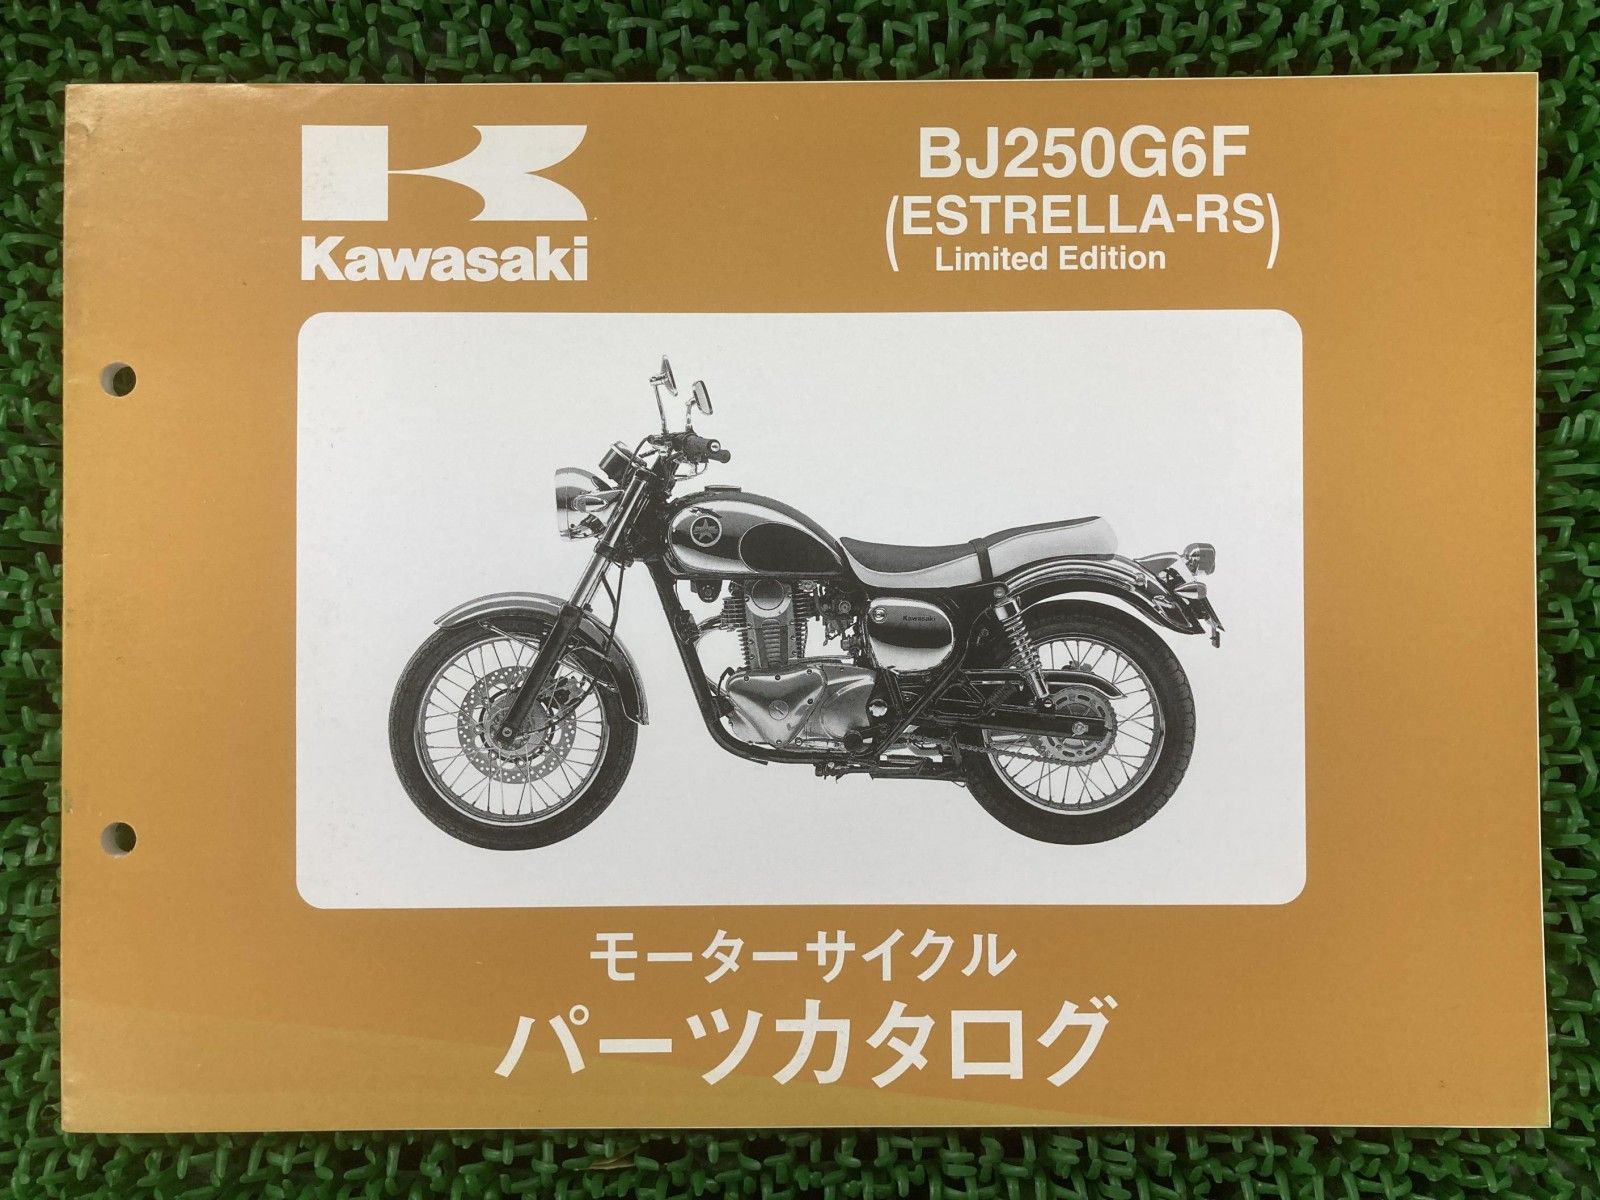 Kawasaki
BJ250G6F
(ESTRELLA-RS)
Limited Edition
Kawasaki
モーターサイクル
パーツカタログ